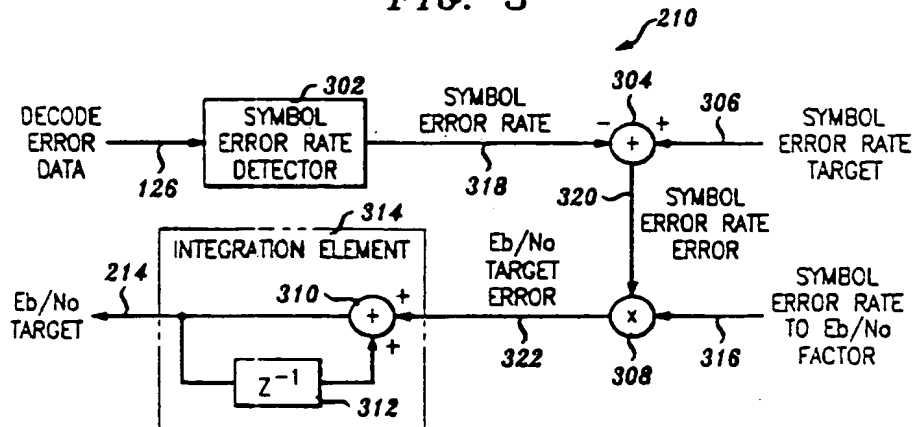 FIG. 3
210
302
304
306
DECODE
ERROR
DATA
126
SYMBOL
ERROR RATE
DETECTOR
SYMBOL
ERROR RATE
318
−
+
+
SYMBOL
ERROR RATE
TARGET
320
SYMBOL
ERROR RATE
ERROR
314
INTEGRATION ELEMENT
214
Eb/No
TARGET
310
+
+
+
Eb/No
TARGET
ERROR
322
x
308
316
SYMBOL
ERROR RATE
TO Eb/No
FACTOR
Z⁻¹
312